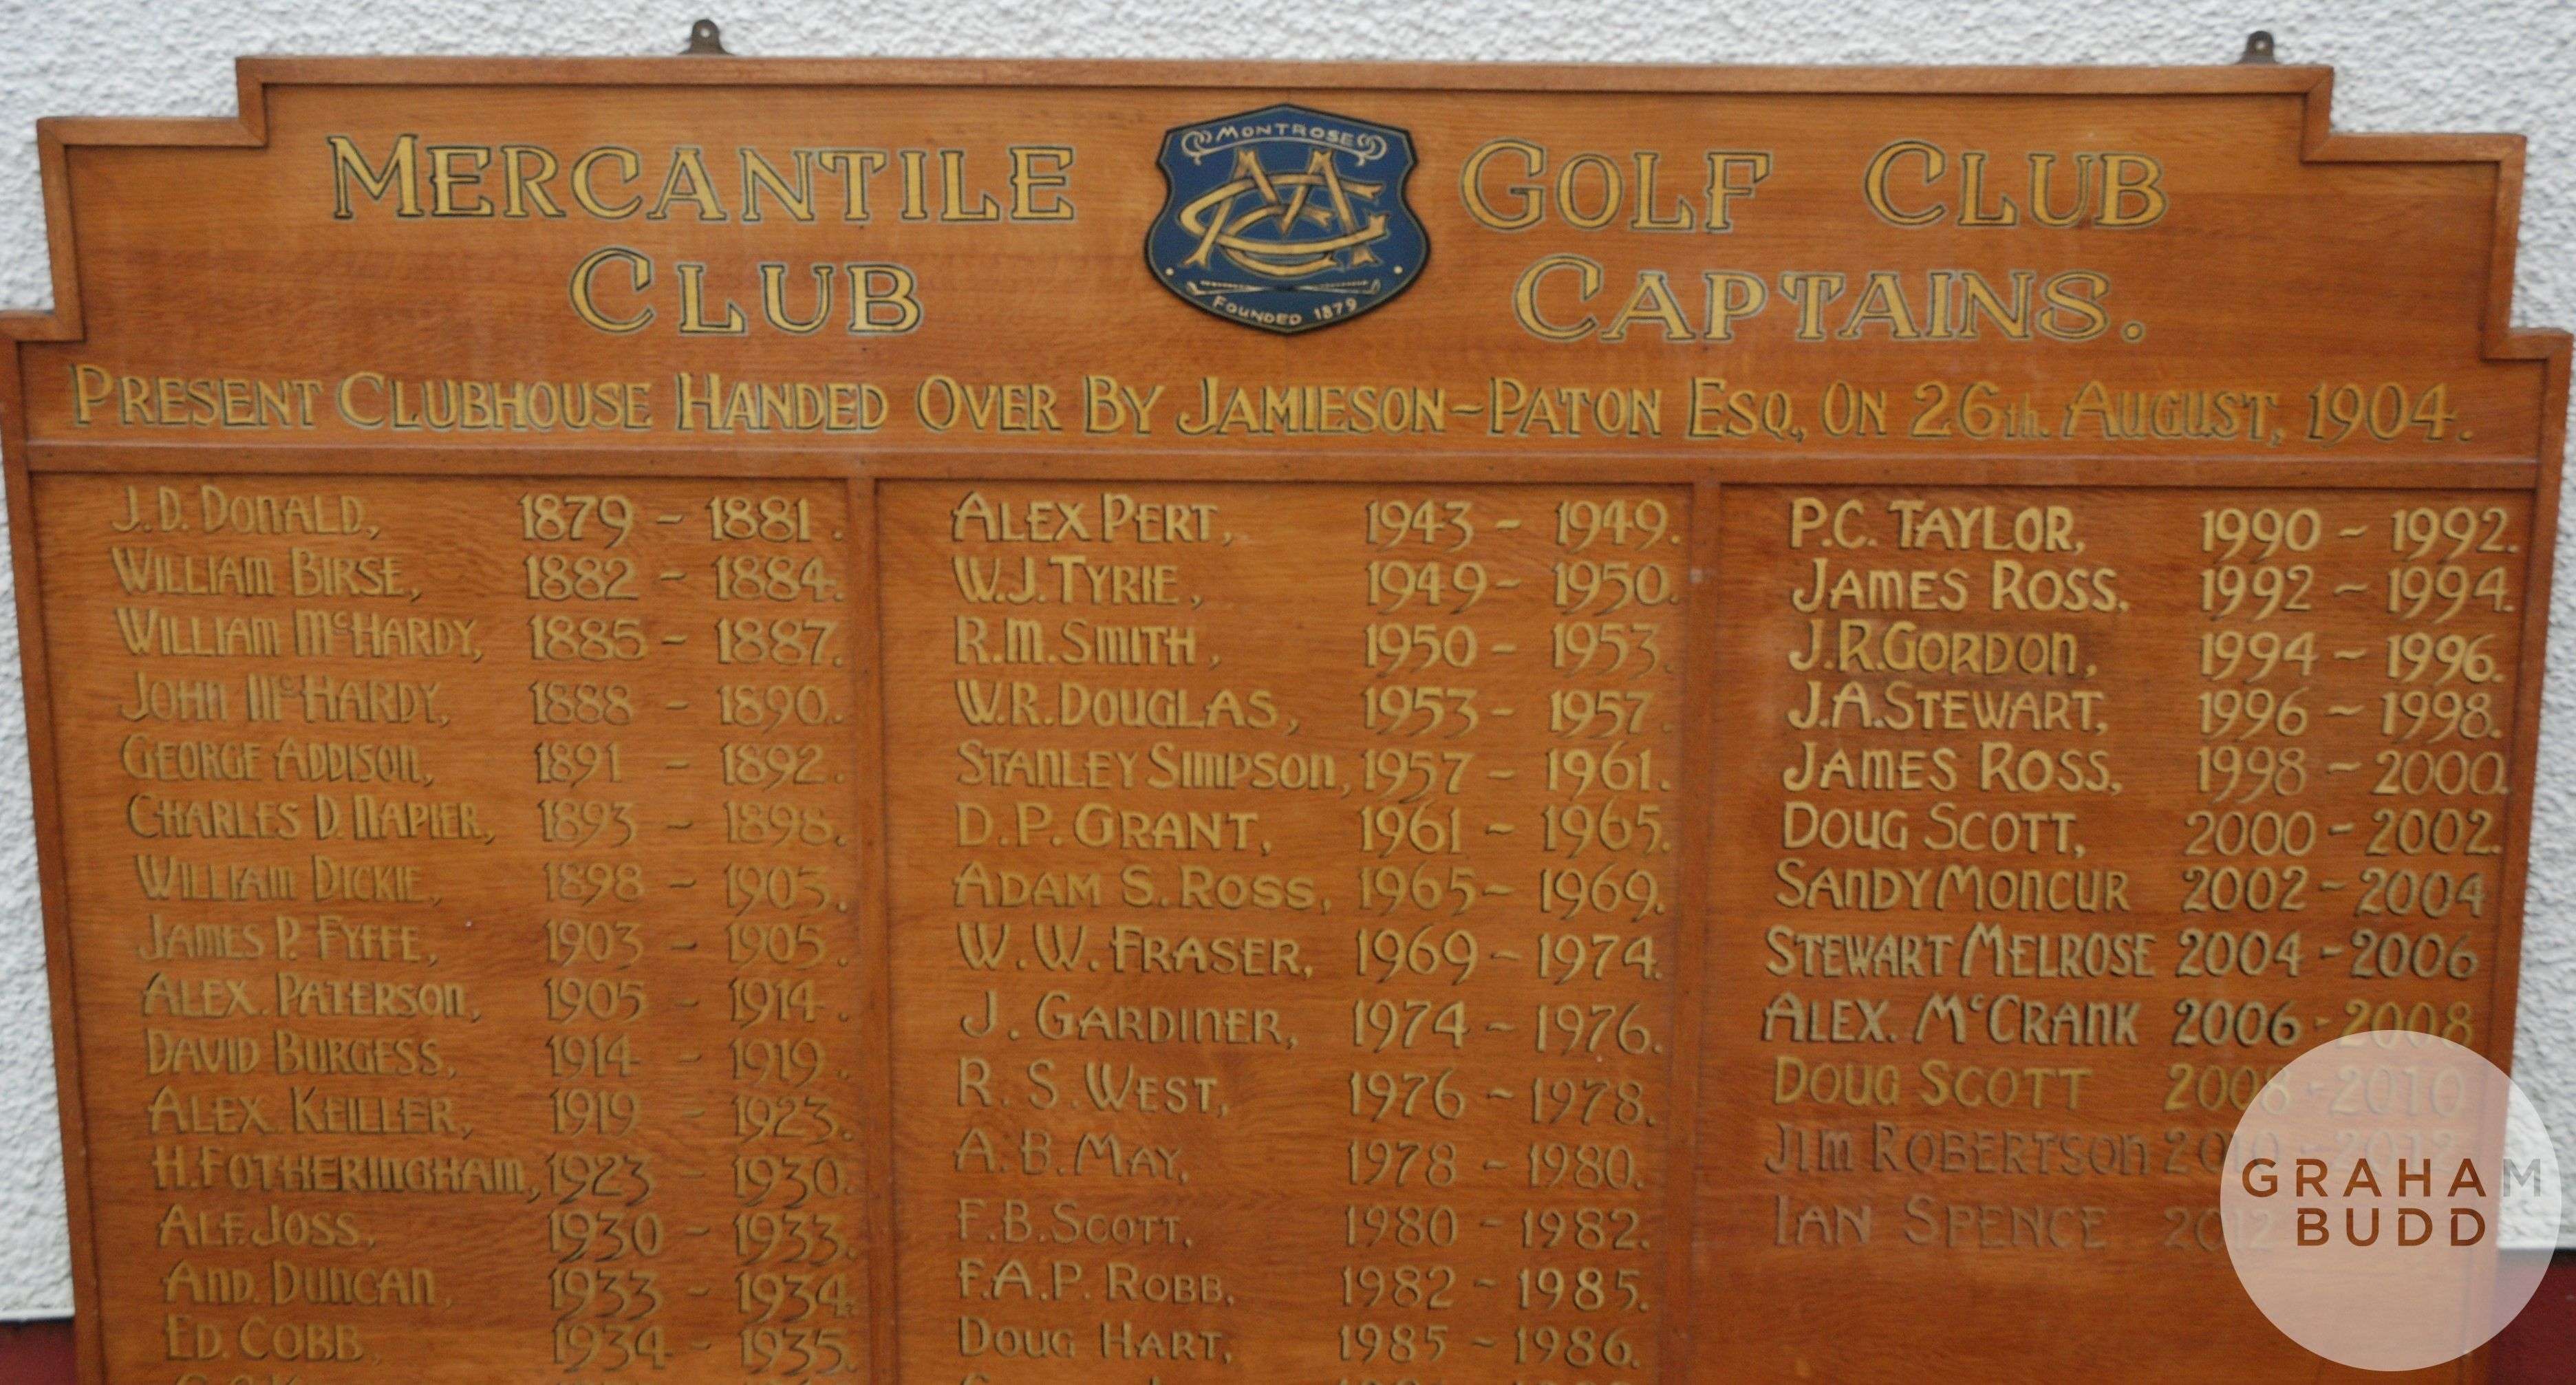 MERCANTILE GOLF CLUB
CLUB CAPTAINS.
MONTROSE
FOUNDED 1879
PRESENT CLUBHOUSE HANDED OVER BY JAMIESON-PATON ESQ, ON 26th. AUGUST, 1904.
J.D. DONALD, 1879 - 1881.
WILLIAM BIRSE, 1882 - 1884.
WILLIAM McHARDY, 1885 - 1887.
JOHN McHARDY, 1888 - 1890.
GEORGE ADDISON, 1891 - 1892.
CHARLES D. NAPIER, 1893 - 1898.
WILLIAM DICKIE, 1898 - 1903.
JAMES P. FYFFE, 1903 - 1905.
ALEX. PATERSON, 1905 - 1914.
DAVID BURGESS, 1914 - 1919.
ALEX. KEILLER, 1919 - 1923.
H. FOTHERINGHAM, 1923 - 1930.
ALF. JOSS, 1930 - 1933.
AND. DUNCAN, 1933 - 1934.
ED. COBB, 1934 - 1935.
ALEX PERT, 1943 - 1949.
W.J. TYRIE, 1949 - 1950.
R.M. SMITH, 1950 - 1953.
W.R. DOUGLAS, 1953 - 1957.
STANLEY SIMPSON, 1957 - 1961.
D.P. GRANT, 1961 - 1965.
ADAM S. ROSS, 1965 - 1969.
W.W. FRASER, 1969 - 1974.
J. GARDINER, 1974 - 1976.
R.S. WEST, 1976 - 1978.
A.B. MAY, 1978 - 1980.
F.B. SCOTT, 1980 - 1982.
F.A.P. ROBB, 1982 - 1985.
DOUG HART, 1985 - 1986.
P.C. TAYLOR, 1990 - 1992.
JAMES ROSS. 1992 - 1994.
J.R. GORDON, 1994 - 1996.
J.A. STEWART, 1996 - 1998.
JAMES ROSS, 1998 - 2000.
DOUG SCOTT, 2000 - 2002.
SANDY MONCUR 2002 - 2004
STEWART MELROSE 2004 - 2006
ALEX. McCRANK 2006 - 2008
DOUG SCOTT 2008 - 2010
JIM ROBERTSON 2010 - 2012
IAN SPENCE 2012
GRAHAM
BUDD